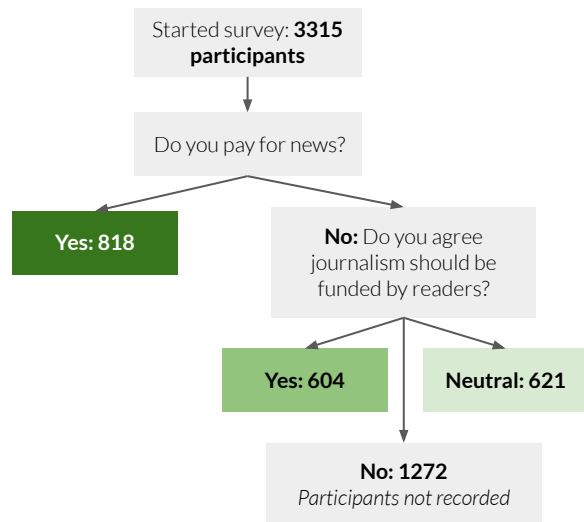 Started survey: 3315
participants
Do you pay for news?
Yes: 818
No: Do you agree
journalism should be
funded by readers?
Yes: 604
Neutral: 621
No: 1272
Participants not recorded